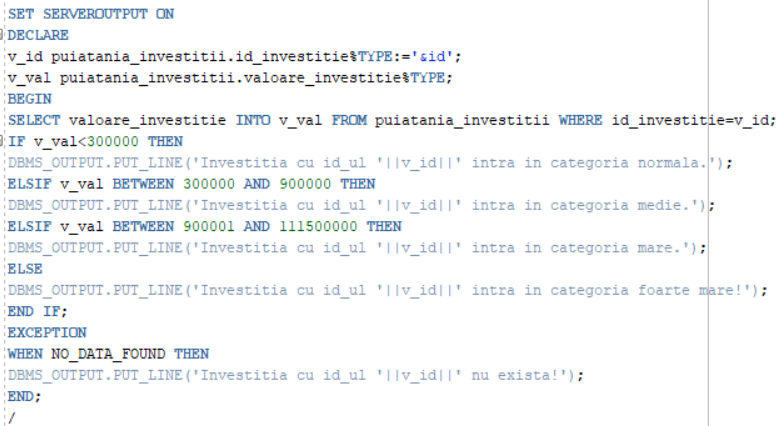 SET SERVEROUTPUT ON
DECLARE
v_id puiatania_investitii.id_investitie%TYPE:='&id';
v_val puiatania_investitii.valoare_investitie%TYPE;
BEGIN
SELECT valoare_investitie INTO v_val FROM puiatania_investitii WHERE id_investitie=v_id;
IF v_val<300000 THEN
DBMS_OUTPUT.PUT_LINE('Investitia cu id_ul '||v_id||' intra in categoria normala.');
ELSIF v_val BETWEEN 300000 AND 900000 THEN
DBMS_OUTPUT.PUT_LINE('Investitia cu id_ul '||v_id||' intra in categoria medie.');
ELSIF v_val BETWEEN 900001 AND 111500000 THEN
DBMS_OUTPUT.PUT_LINE('Investitia cu id_ul '||v_id||' intra in categoria mare.');
ELSE
DBMS_OUTPUT.PUT_LINE('Investitia cu id_ul '||v_id||' intra in categoria foarte mare!');
END IF;
EXCEPTION
WHEN NO_DATA_FOUND THEN
DBMS_OUTPUT.PUT_LINE('Investitia cu id_ul '||v_id||' nu exista!');
END;
/